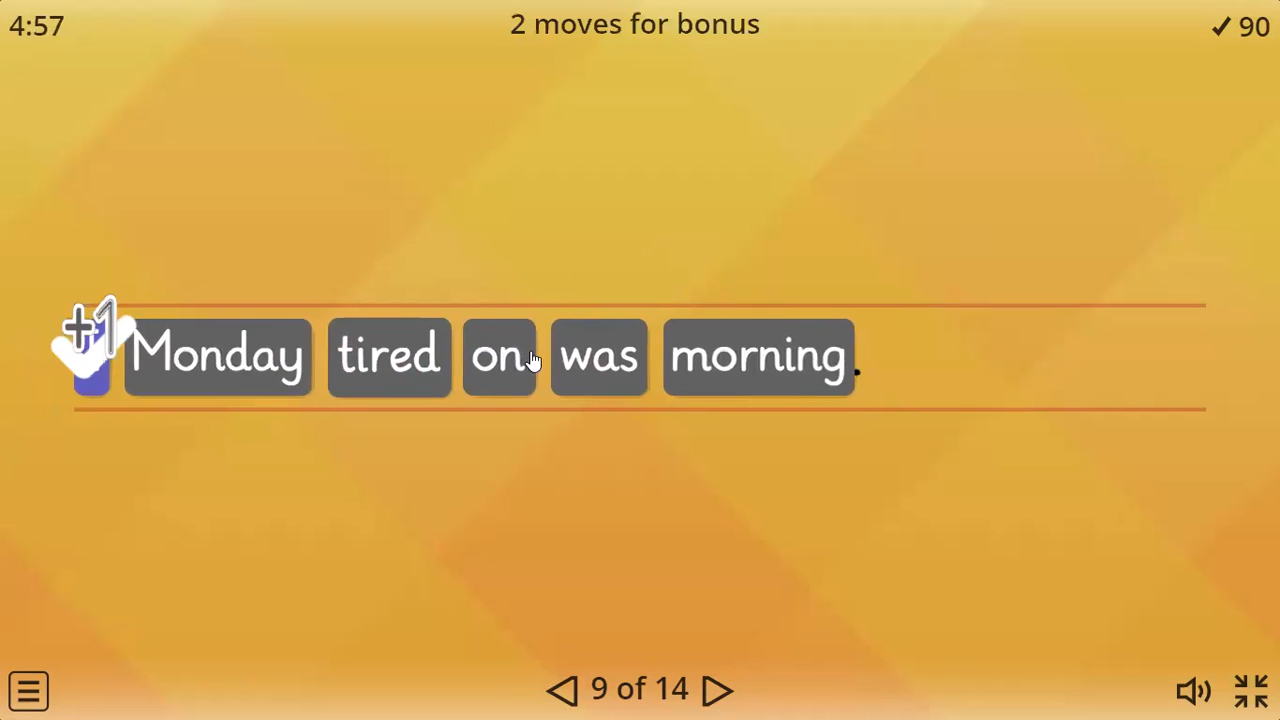 4:57
2 moves for bonus
✓ 90
+1
Monday tired on was morning.
9 of 14